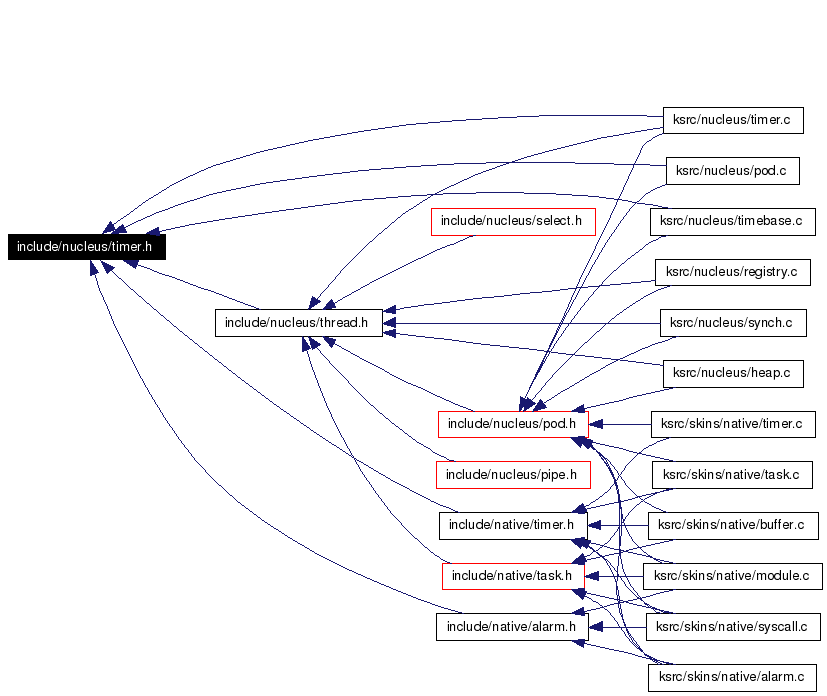 ksrc/nucleus/timer.c
ksrc/nucleus/pod.c
include/nucleus/select.h
ksrc/nucleus/timebase.c
include/nucleus/timer.h
ksrc/nucleus/registry.c
include/nucleus/thread.h
ksrc/nucleus/synch.c
ksrc/nucleus/heap.c
include/nucleus/pod.h
ksrc/skins/native/timer.c
include/nucleus/pipe.h
ksrc/skins/native/task.c
include/native/timer.h
ksrc/skins/native/buffer.c
include/native/task.h
ksrc/skins/native/module.c
include/native/alarm.h
ksrc/skins/native/syscall.c
ksrc/skins/native/alarm.c